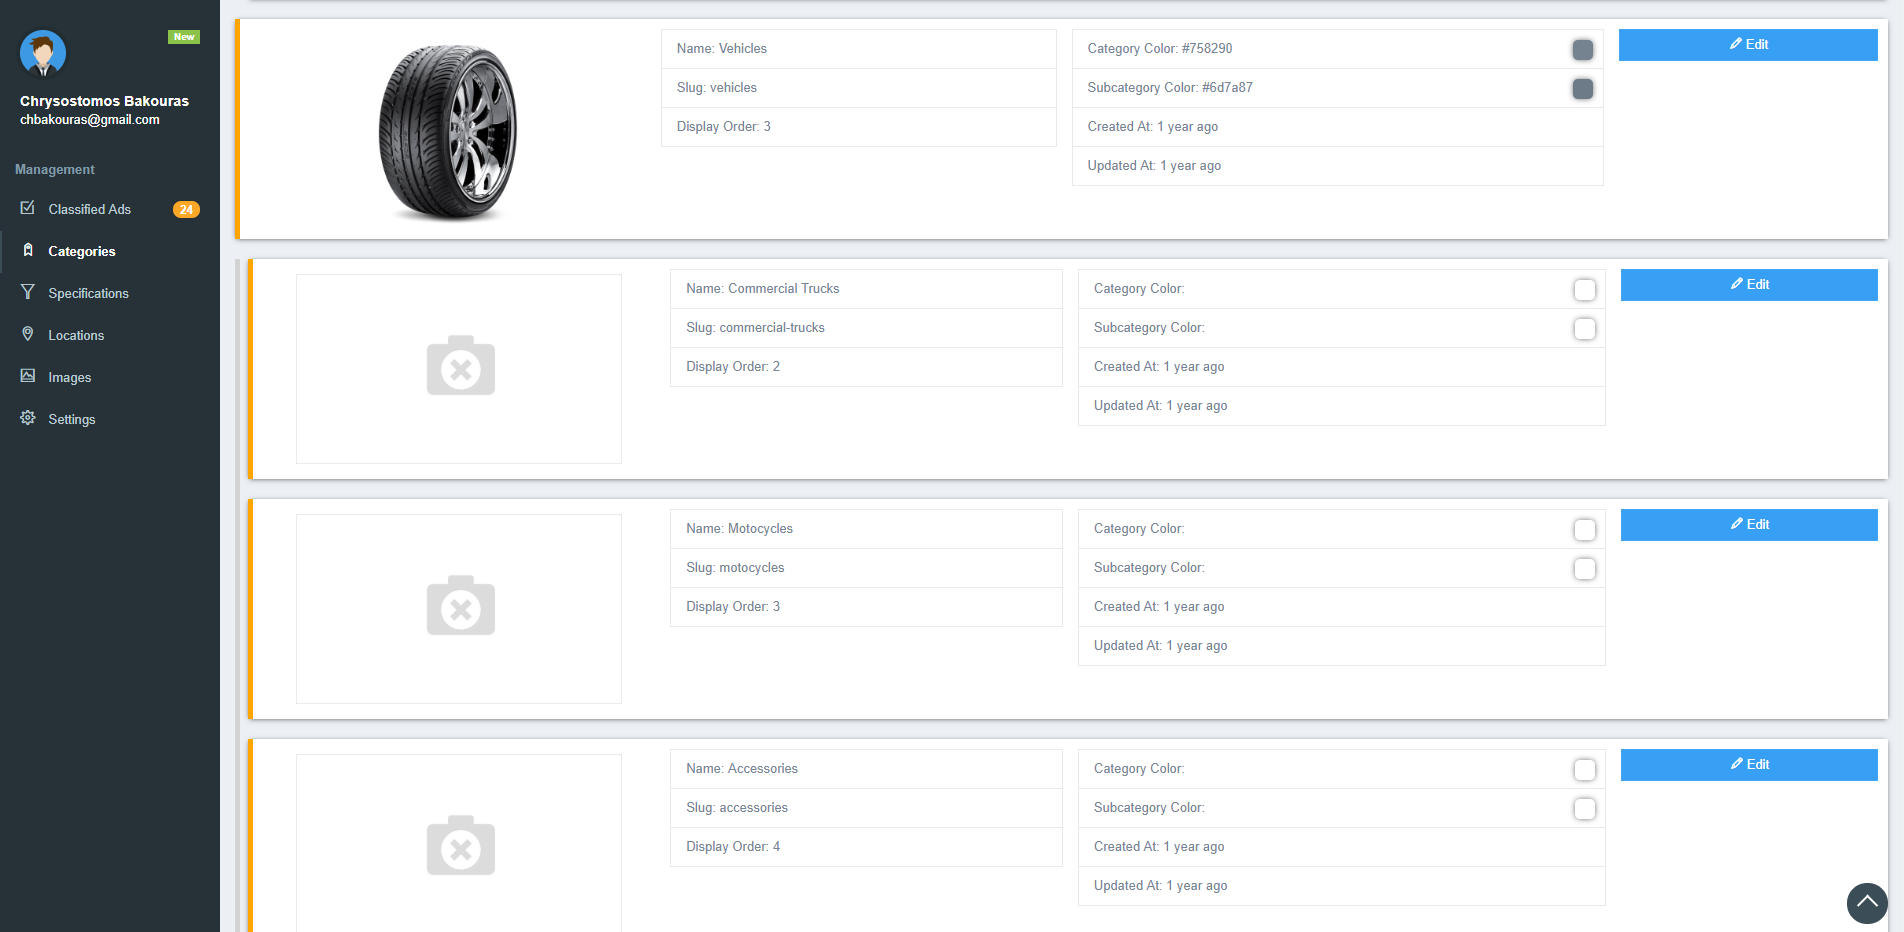 New
Chrysostomos Bakouras
chbakouras@gmail.com
Management
Classified Ads 24
Categories
Specifications
Locations
Images
Settings
Name: Vehicles
Slug: vehicles
Display Order: 3
Category Color: #758290
Subcategory Color: #6d7a87
Created At: 1 year ago
Updated At: 1 year ago
Edit
Name: Commercial Trucks
Slug: commercial-trucks
Display Order: 2
Category Color:
Subcategory Color:
Created At: 1 year ago
Updated At: 1 year ago
Edit
Name: Motocycles
Slug: motocycles
Display Order: 3
Category Color:
Subcategory Color:
Created At: 1 year ago
Updated At: 1 year ago
Edit
Name: Accessories
Slug: accessories
Display Order: 4
Category Color:
Subcategory Color:
Created At: 1 year ago
Updated At: 1 year ago
Edit